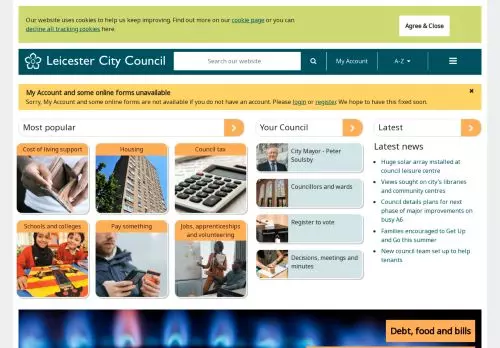 Our website uses cookies to help us keep improving. Find out more on our cookie page or you can
decline all tracking cookies here.
Agree & Close
Leicester City Council
Search our website
My Account
A-Z
My Account and some online forms unavailable
Sorry, My Account and some online forms are not available if you do not have an account. Please login or register. We hope to have this fixed soon.
Most popular
Cost of living support
Housing
Council tax
Schools and colleges
Pay something
Jobs, apprenticeships
and volunteering
Your Council
City Mayor - Peter
Soulsby
Councillors and wards
Register to vote
Decisions, meetings and
minutes
Latest
Latest news
Huge solar array installed at
council leisure centre
Views sought on city's libraries
and community centres
Council details plans for next
phase of major improvements on
busy A6
Families encouraged to Get Up
and Go this summer
New council team set up to help
tenants
Debt, food and bills